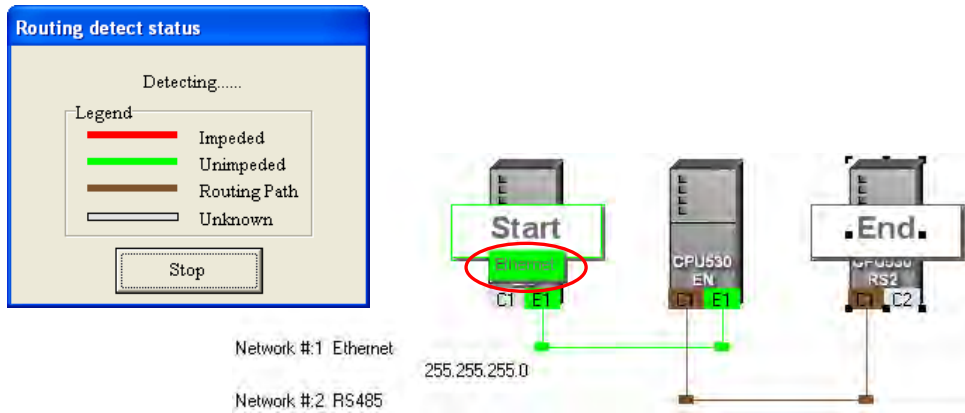 Routing detect status
Detecting......
Legend
Impeded
Unimpeded
Routing Path
Unknown
Stop
Start
Ethernet
C1 E1
CPU530
EN
C1 E1
End
CPU530
RS2
C1 C2
Network #:1 Ethernet
255.255.255.0
Network #:2 RS485